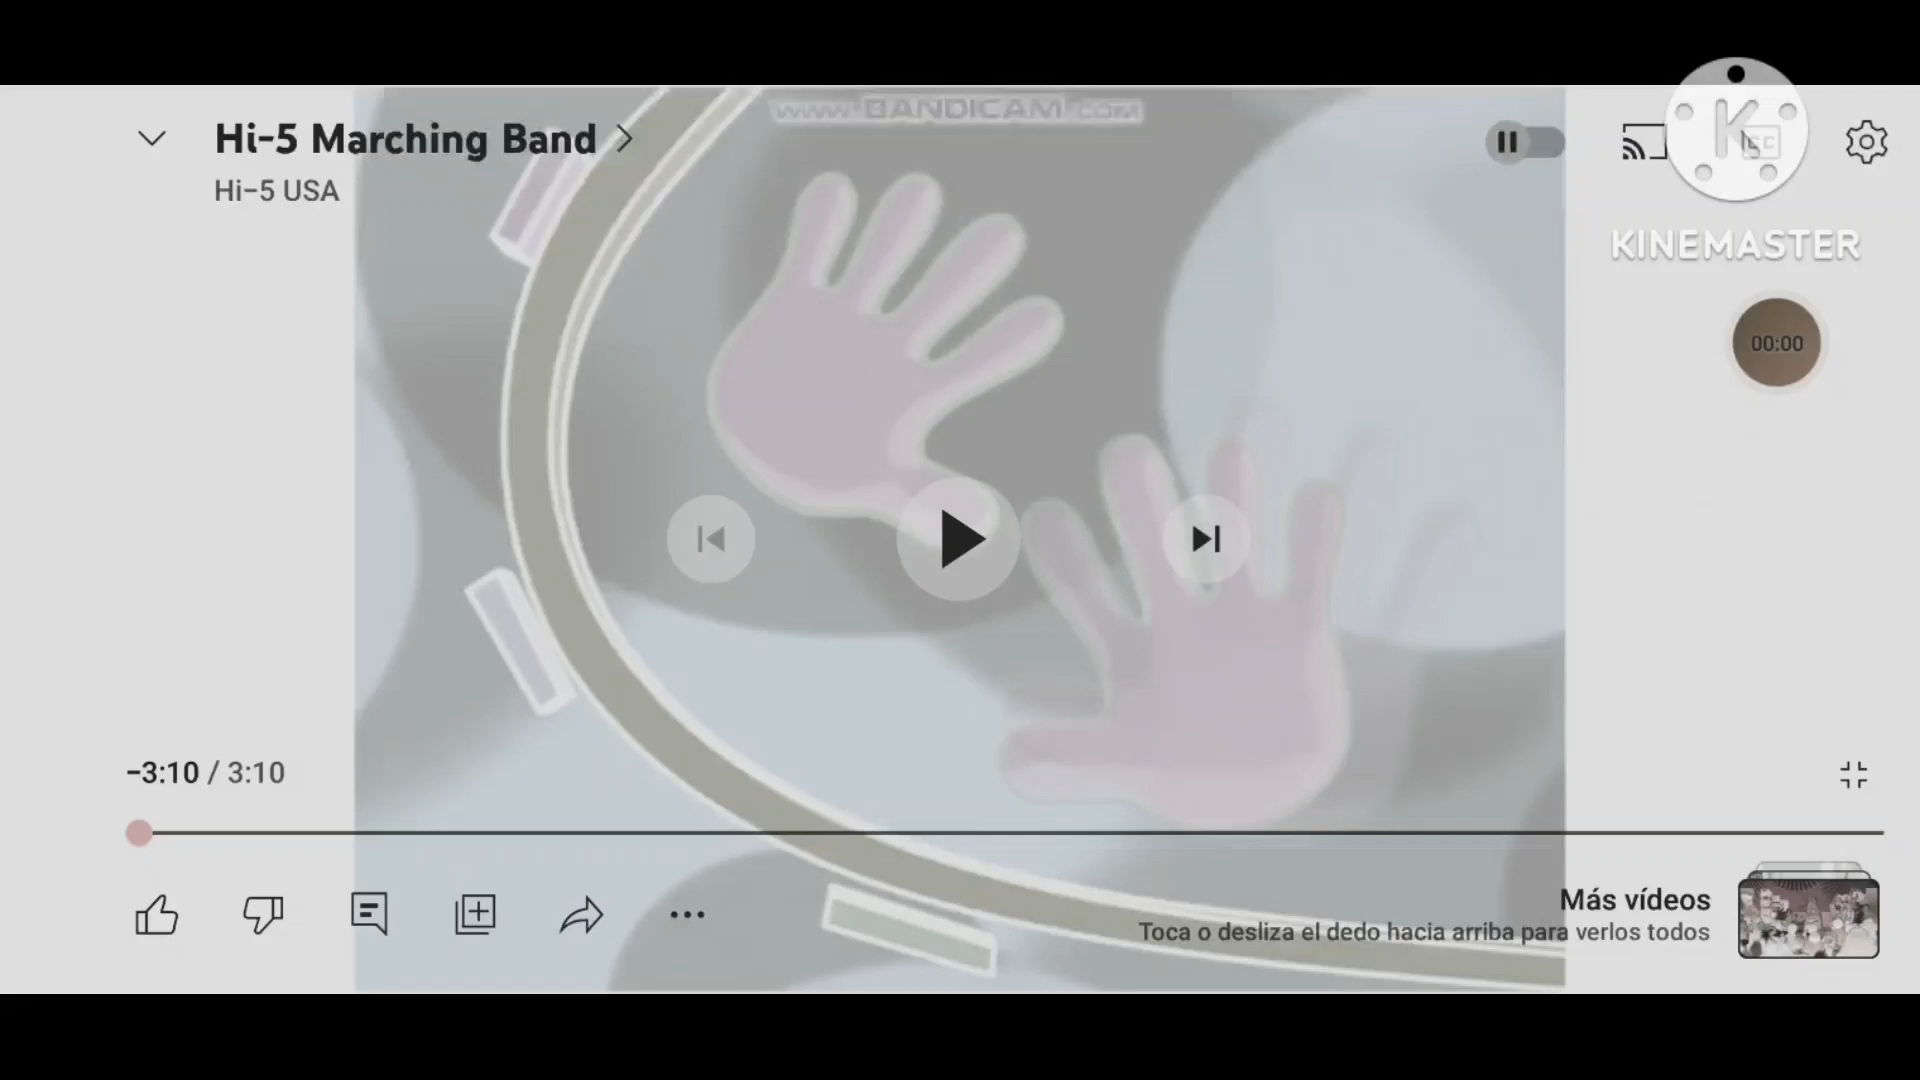 www.BANDICAM.com
Hi-5 Marching Band
Hi-5 USA
K
CC
KINEMASTER
00:00
-3:10 / 3:10
Más vídeos
Toca o desliza el dedo hacia arriba para verlos todos